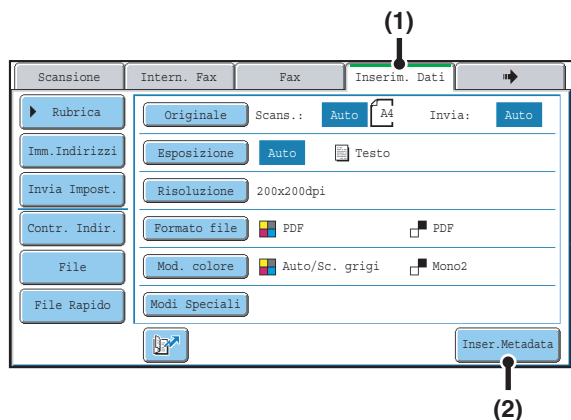 (1)
Scansione Intern. Fax Fax Inserim. Dati
Rubrica Originale Scans.: Auto A4 Invia: Auto
Imm.Indirizzi Esposizione Auto Testo
Invia Impost. Risoluzione 200x200dpi
Contr. Indir. Formato file PDF PDF
File Mod. colore Auto/Sc. grigi Mono2
File Rapido Modi Speciali
Inser.Metadata
(2)